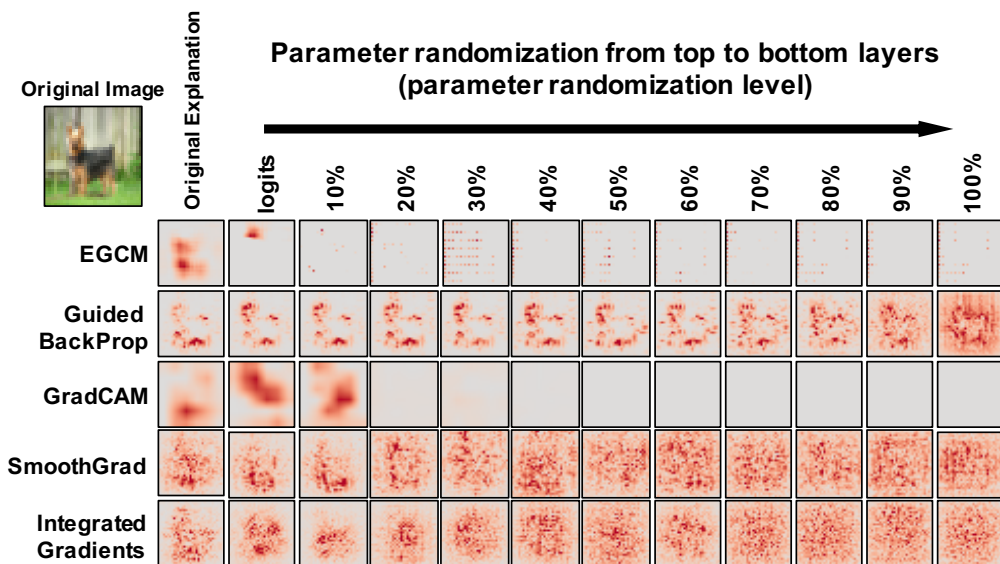 Parameter randomization from top to bottom layers
(parameter randomization level)
Original Image
Original Explanation
logits
10%
20%
30%
40%
50%
60%
70%
80%
90%
100%
EGCM
Guided
BackProp
GradCAM
SmoothGrad
Integrated
Gradients